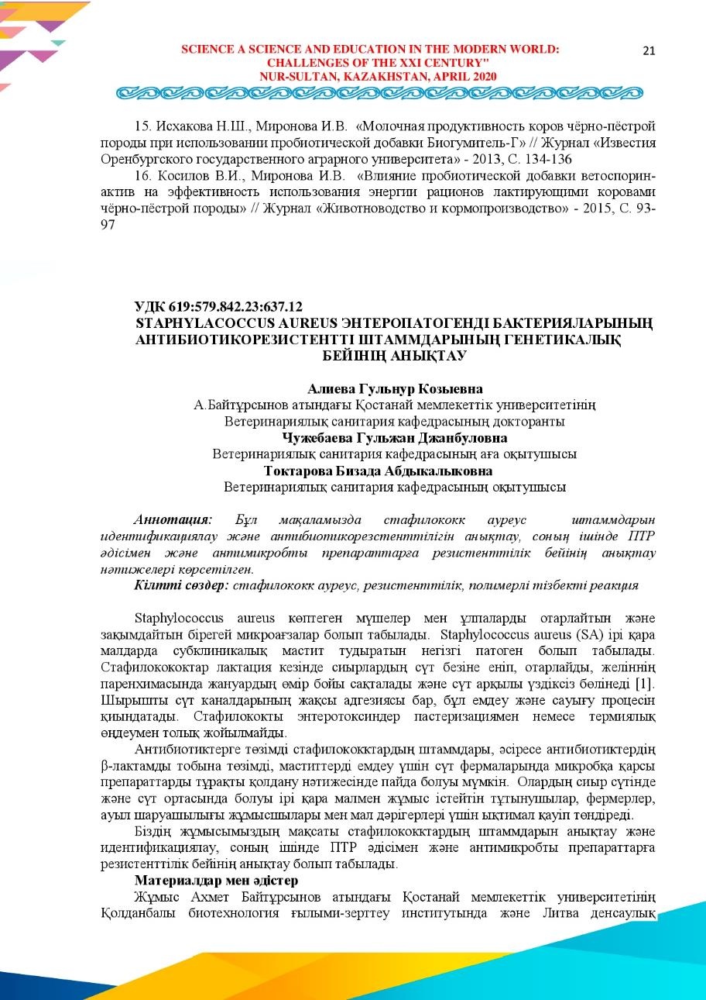 SCIENCE A SCIENCE AND EDUCATION IN THE MODERN WORLD:
CHALLENGES OF THE XXI CENTURY"
NUR-SULTAN, KAZAKHSTAN, APRIL 2020
21
15. Исхакова Н.Ш., Миронова И.В. «Молочная продуктивность коров чёрно-пёстрой
породы при использовании пробиотической добавки Биогумитель-Г» // Журнал «Известия
Оренбургского государственного аграрного университета» - 2013, С. 134-136
16. Косилов В.И., Миронова И.В. «Влияние пробиотической добавки ветоспорин-
актив на эффективность использования энергии рационов лактирующими коровами
чёрно-пёстрой породы» // Журнал «Животноводство и кормопроизводство» - 2015, С. 93-
97
УДК 619:579.842.23:637.12
STAPHYLACOCCUS AUREUS ЭНТЕРОПАТОГЕНДІ БАКТЕРИЯЛАРЫНЫҢ
АНТИБИОТИКОРЕЗИСТЕНТТІ ШТАММДАРЫНЫҢ ГЕНЕТИКАЛЫҚ
БЕЙІНІҢ АНЫҚТАУ
Алиева Гульнур Козыевна
А.Байтұрсынов атындағы Қостанай мемлекеттік университетінің
Ветеринариялық санитария кафедрасының докторанты
Чужебаева Гульжан Джанбуловна
Ветеринариялық санитария кафедрасының аға оқытушысы
Токтарова Бизада Абдыкалыковна
Ветеринариялық санитария кафедрасының оқытушысы
Аннотация: Бұл мақаламызда стафилококк ауреус штаммдарын
идентификациялау және антибиотикорезстенттілігін анықтау, соның ішінде ПТР
әдісімен және антимикробты препараттарға резистенттілік бейінің анықтау
нәтижелері көрсетілген.
Кілтті сөздер: стафилококк ауреус, резистенттілік, полимерлі тізбекті реакция
Staphylococcus aureus көптеген мүшелер мен ұлпаларды отарлайтын және
зақымдайтын бірегей микроағзалар болып табылады. Staphylococcus aureus (SA) ірі қара
малдарда субклиникалық мастит тудыратын негізгі патоген болып табылады.
Стафилокококтар лактация кезінде сиырлардың сүт безіне еніп, отарлайды, желіннің
паренхимасында жануардың өмір бойы сақталады және сүт арқылы үздіксіз бөлінеді [1].
Шырышты сүт каналдарының жақсы адгезиясы бар, бұл емдеу және сауығу процесін
қиындатады. Стафилококты энтеротоксиндер пастеризациямен немесе термиялық
өңдеумен толық жойылмайды.
Антибиотиктерге төзімді стафилококктардың штаммдары, әсіресе антибиотиктердің
β-лактамды тобына төзімді, маститтерді емдеу үшін сүт фермаларында микробқа қарсы
препараттарды тұрақты қолдану нәтижесінде пайда болуы мүмкін. Олардың сиыр сүтінде
және сүт ортасында болуы ірі қара малмен жұмыс істейтін тұтынушылар, фермерлер,
ауыл шаруашылығы жұмысшылары мен мал дәрігерлері үшін ықтимал қауіп төндіреді.
Біздің жұмысымыздың мақсаты стафилококктардың штаммдарын анықтау және
идентификациялау, соның ішінде ПТР әдісімен және антимикробты препараттарға
резистенттілік бейінің анықтау болып табылады.
Материалдар мен әдістер
Жұмыс Ахмет Байтұрсынов атындағы Қостанай мемлекеттік университетінің
Қолданбалы биотехнология ғылыми-зерттеу институтында және Литва денсаулық